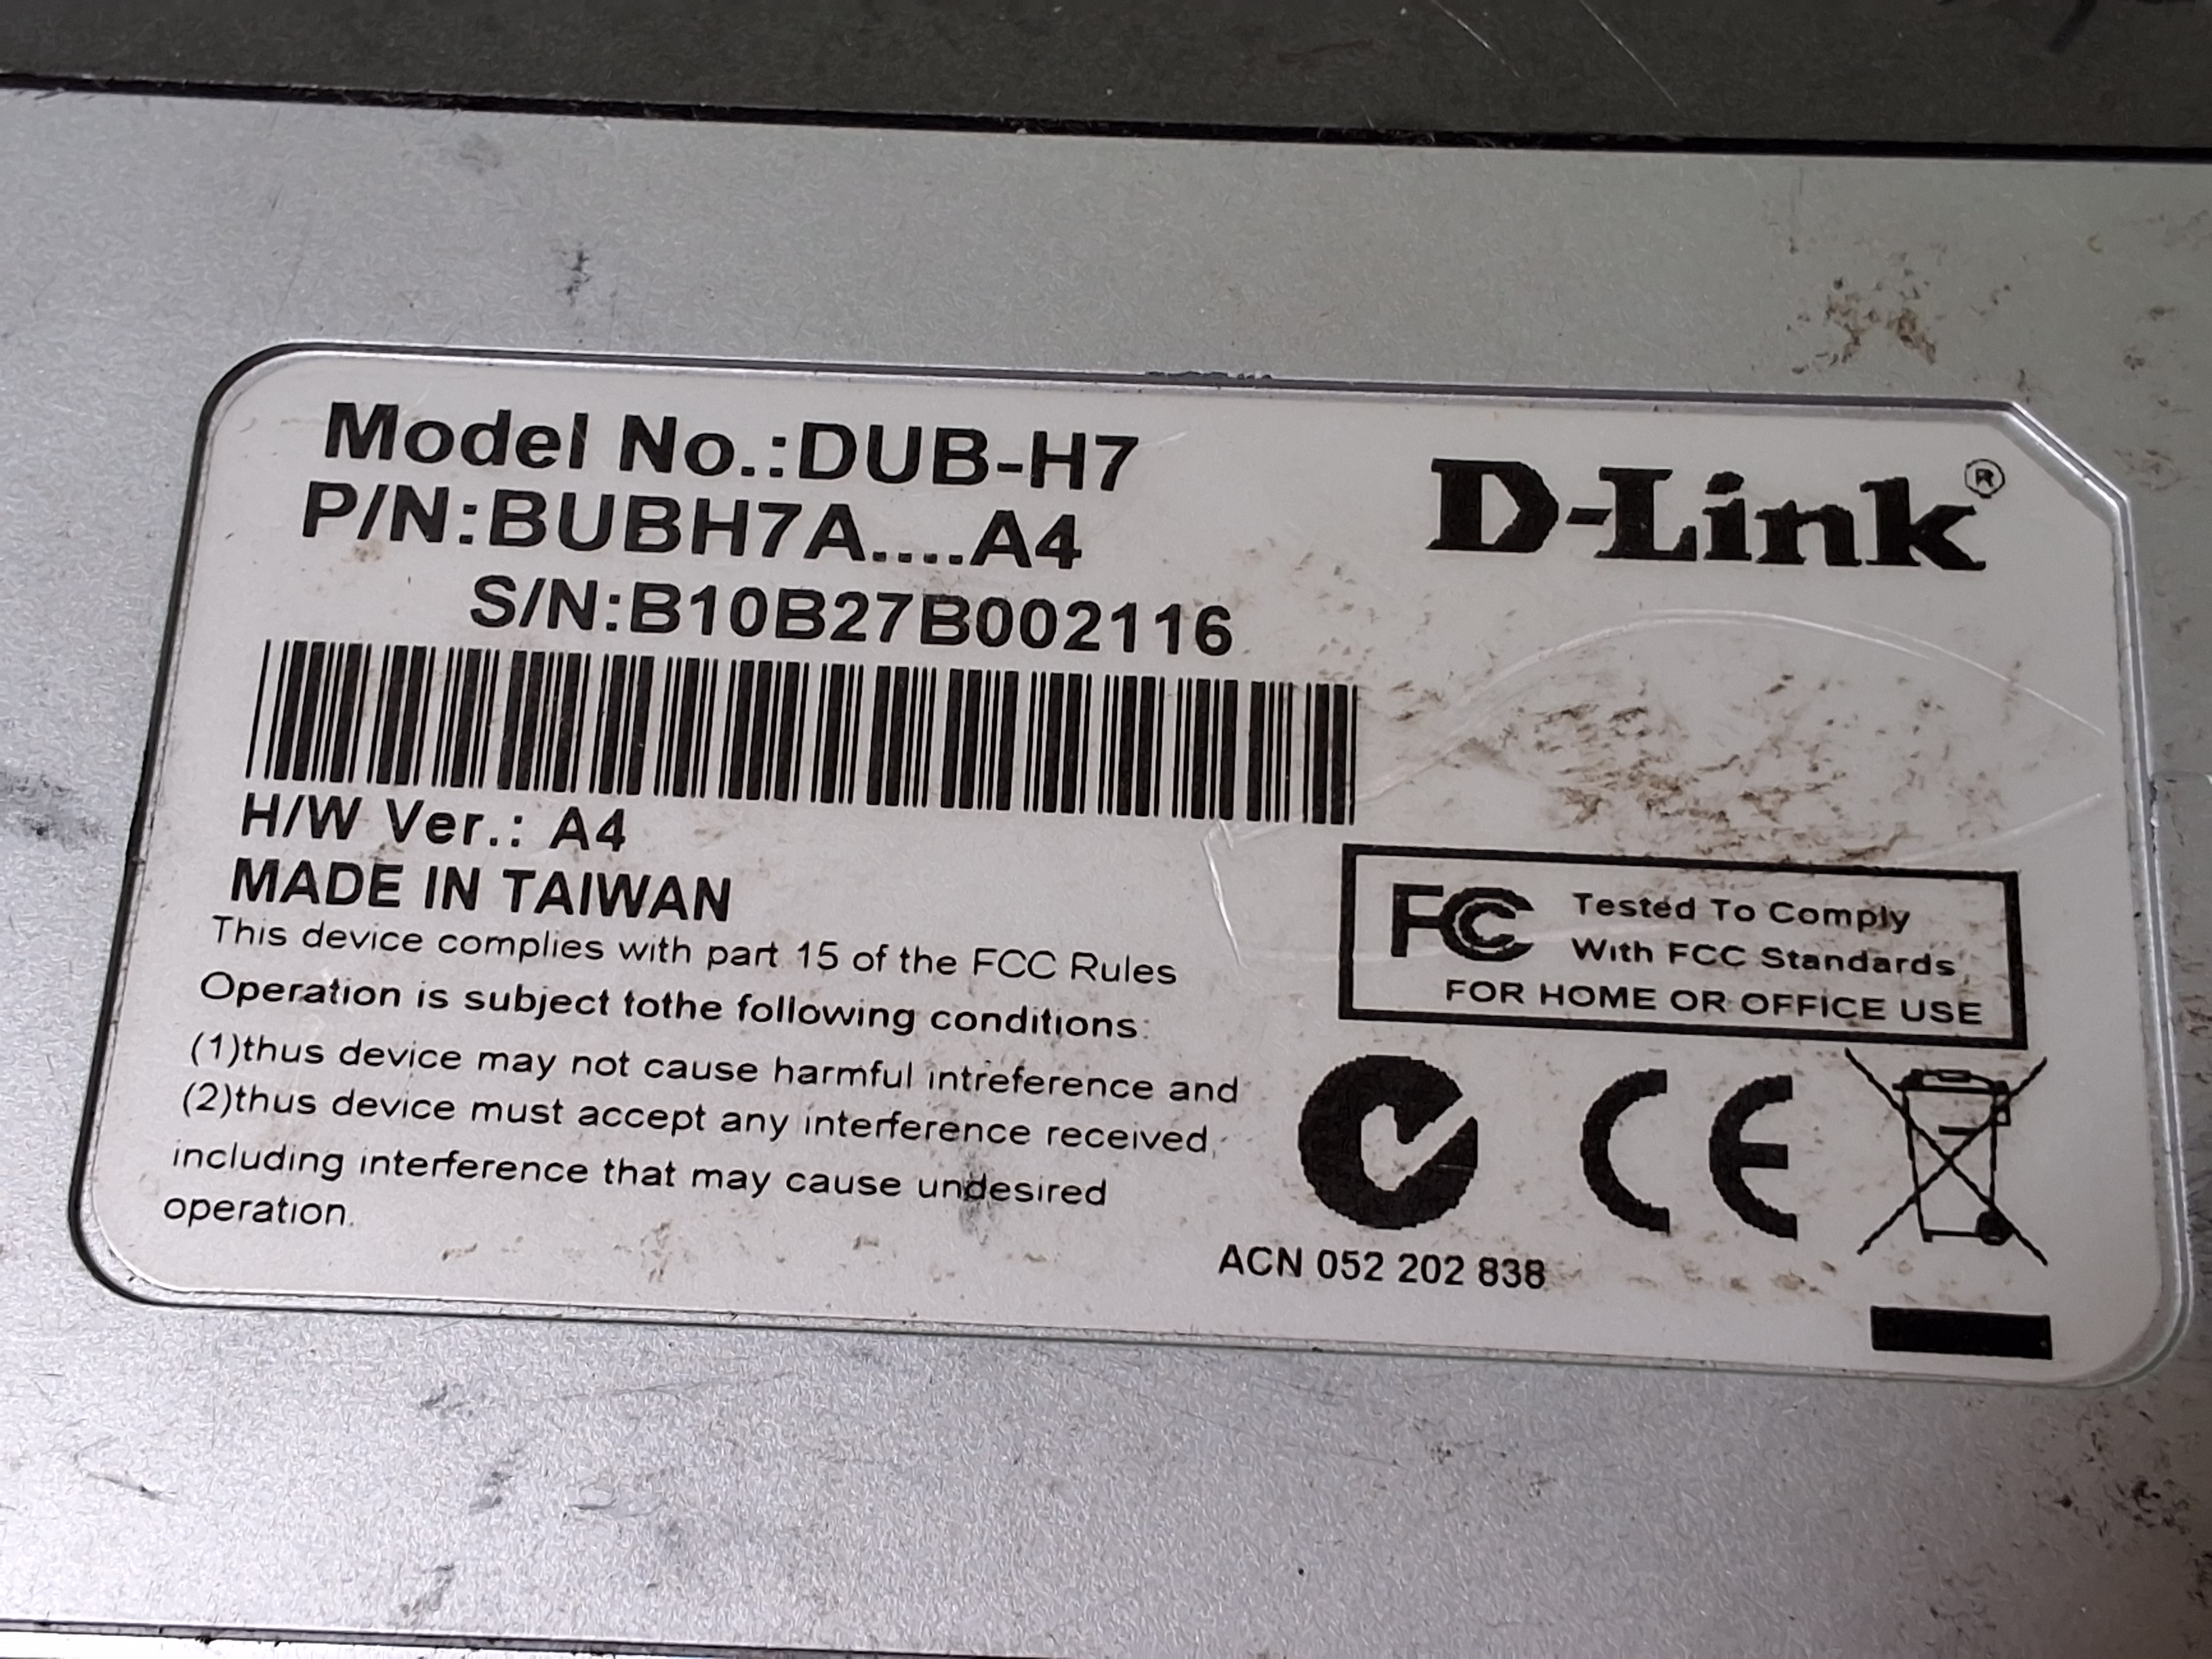 Model No.:DUB-H7
P/N:BUBH7A....A4
S/N:B10B27B002116
D-Link®
H/W Ver.: A4
MADE IN TAIWAN
This device complies with part 15 of the FCC Rules
Operation is subject tothe following conditions:
(1)thus device may not cause harmful intreference and
(2)thus device must accept any interference received,
including interference that may cause undesired
operation.
FC Tested To Comply
With FCC Standards
FOR HOME OR OFFICE USE
CE
ACN 052 202 838